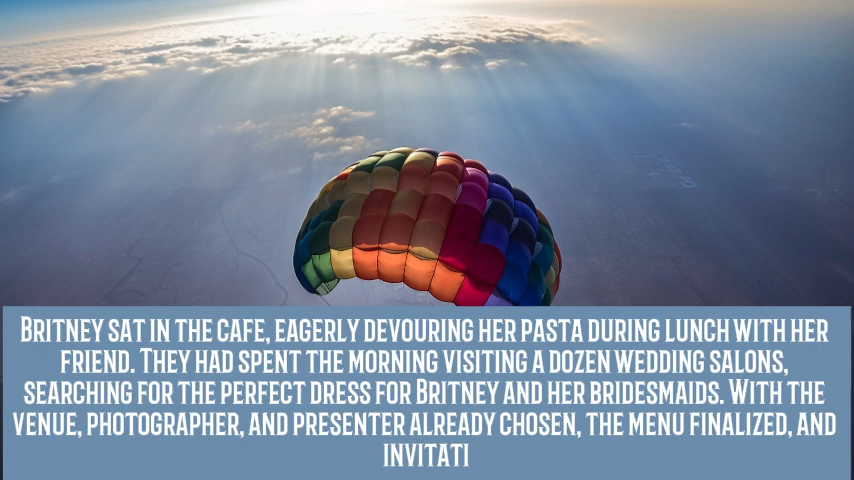 Britney sat in the cafe, eagerly devouring her pasta during lunch with her
friend. They had spent the morning visiting a dozen wedding salons,
searching for the perfect dress for Britney and her bridesmaids. With the
venue, photographer, and presenter already chosen, the menu finalized, and
invitati